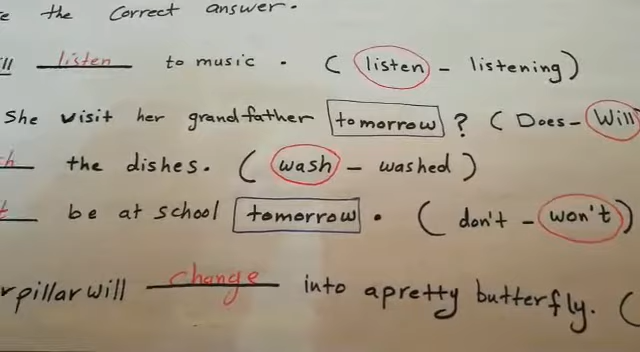 the Correct answer.
listen to music. (listen - listening)
She visit her grandfather tomorrow? (Does - Will
the dishes. (wash - washed)
be at school tomorrow. (don't - won't)
will change into apretty butterfly. (